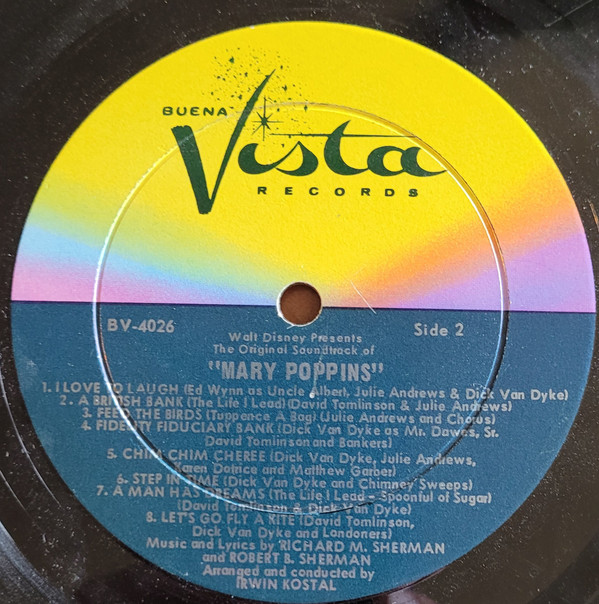 BUENA
Vista
RECORDS
BV-4026
Side 2
Walt Disney Presents
The Original Soundtrack of
"MARY POPPINS"
1. I LOVE TO LAUGH (Ed Wynn as Uncle Albert, Julie Andrews & Dick Van Dyke)
2. A BRITISH BANK (The Life I Lead) (David Tomlinson & Julie Andrews)
3. FEED THE BIRDS (Tuppence A Bag) (Julie Andrews and Chorus)
4. FIDELITY FIDUCIARY BANK (Dick Van Dyke as Mr. Dawes, Sr.
David Tomlinson and Bankers)
5. CHIM CHIM CHEREE (Dick Van Dyke, Julie Andrews,
Karen Dotrice and Matthew Garber)
6. STEP IN TIME (Dick Van Dyke and Chimney Sweeps)
7. A MAN HAS DREAMS (The Life I Lead - Spoonful of Sugar)
(David Tomlinson & Dick Van Dyke)
8. LET'S GO FLY A KITE (David Tomlinson,
Dick Van Dyke and Londoners)
Music and Lyrics by RICHARD M. SHERMAN
and ROBERT B. SHERMAN
Arranged and conducted by
IRWIN KOSTAL